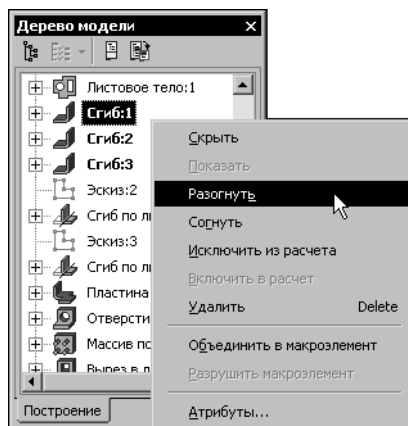 Дерево модели
Листовое тело:1
Сгиб:1
Сгиб:2
Сгиб:3
Эскиз:2
Сгиб по
Эскиз:3
Сгиб по
Пластина
Массив
Вырез в
Построение
Скрыть
Показать
Разогнуть
Согнуть
Исключить из расчета
Включить в расчет
Удалить Delete
Объединить в макроэлемент
Разрушить макроэлемент
Атрибуты...